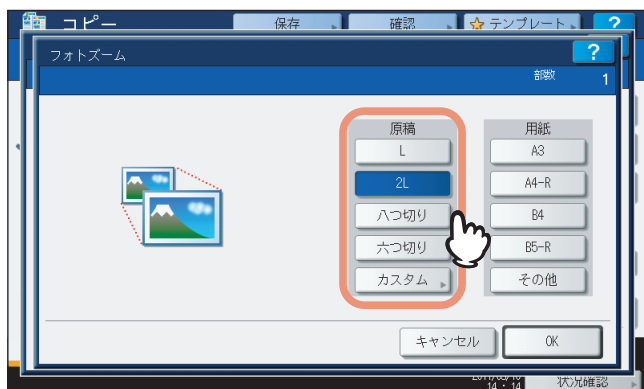 コピー
保存
確認
テンプレート
?
フォトズーム
?
部数 1
原稿
L
2L
八つ切り
六つ切り
カスタム
用紙
A3
A4-R
B4
B5-R
その他
キャンセル
OK
14:14
状況確認